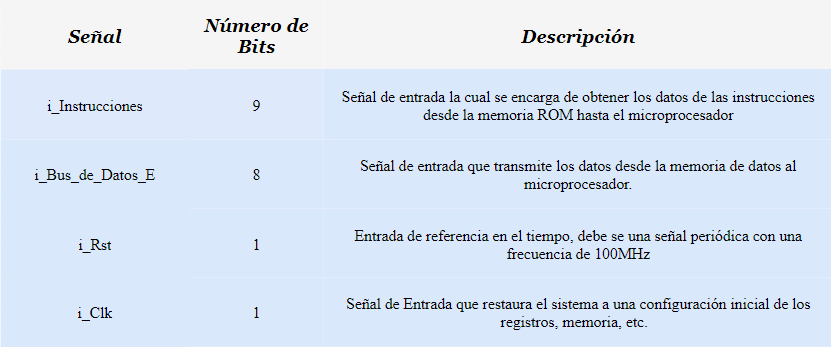 Señal
Número de
Bits
Descripción
i_Instrucciones
9
Señal de entrada la cual se encarga de obtener los datos de las instrucciones
desde la memoria ROM hasta el microprocesador
i_Bus_de_Datos_E
8
Señal de entrada que transmite los datos desde la memoria de datos al
microprocesador.
i_Rst
1
Entrada de referencia en el tiempo, debe se una señal periódica con una
frecuencia de 100MHz
i_Clk
1
Señal de Entrada que restaura el sistema a una configuración inicial de los
registros, memoria, etc.